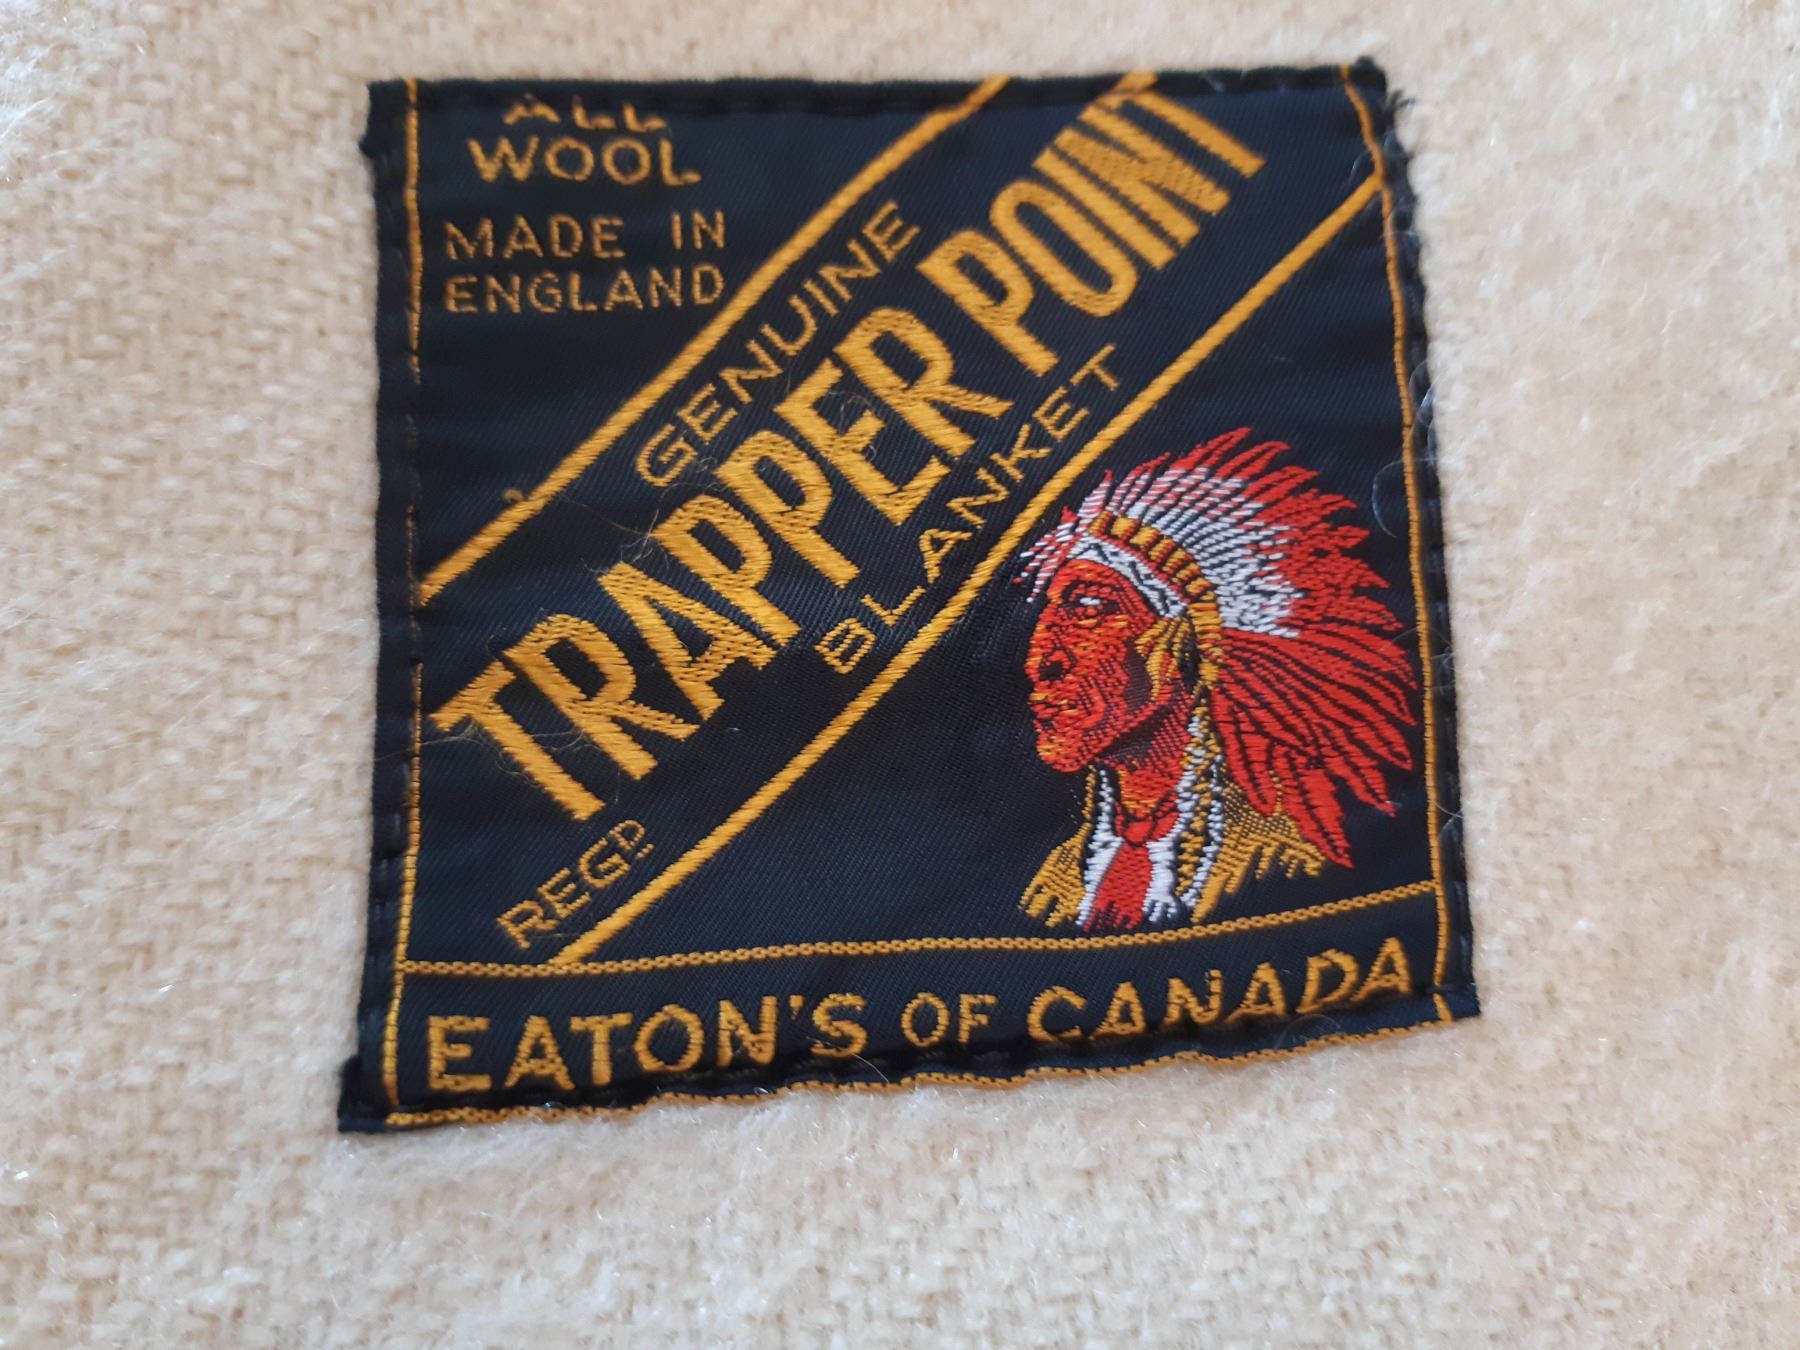 ALL
WOOL
MADE IN
ENGLAND
GENUINE
TRAPPER POINT
BLANKET
REGD
EATON'S OF CANADA